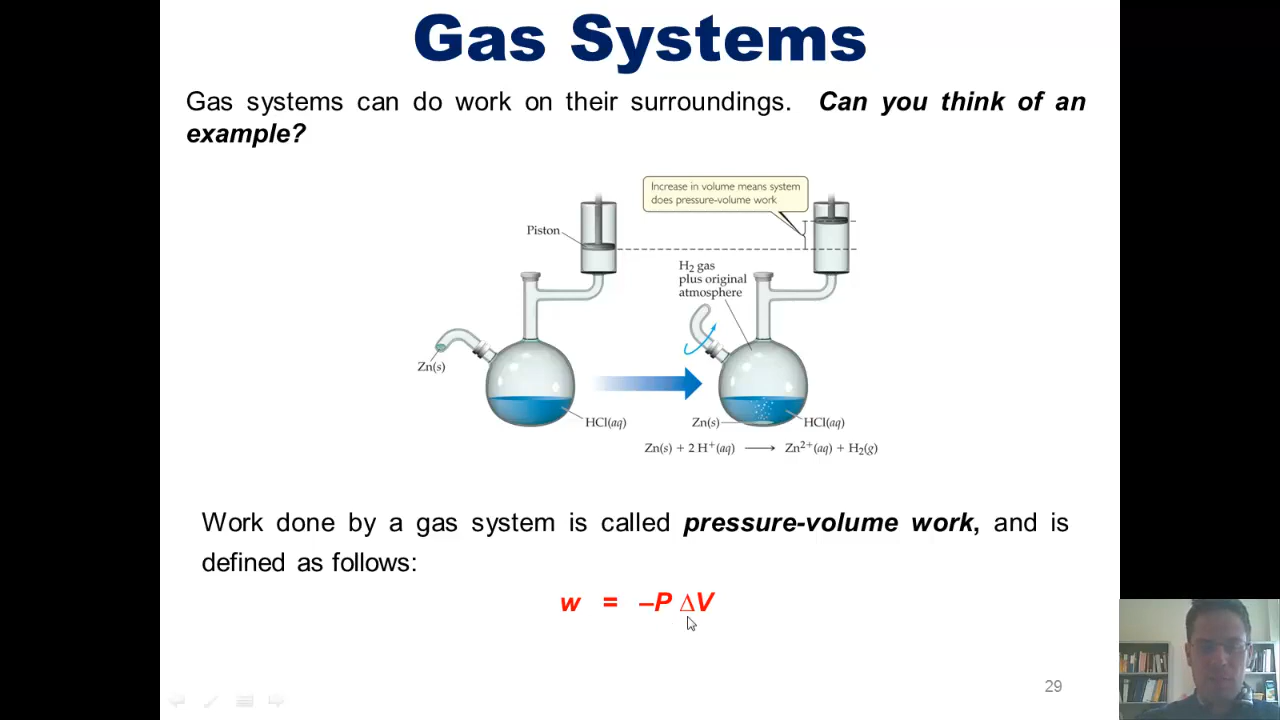 Gas Systems
Gas systems can do work on their surroundings. Can you think of an
example?
Increase in volume means system
does pressure-volume work
Piston
H₂ gas
plus original
atmosphere
Zn(s)
HCl(aq)
Zn(s)
HCl(aq)
Zn(s) + 2 H⁺(aq) ⟶ Zn²⁺(aq) + H₂(g)
Work done by a gas system is called pressure-volume work, and is
defined as follows:
w = –P ΔV
29